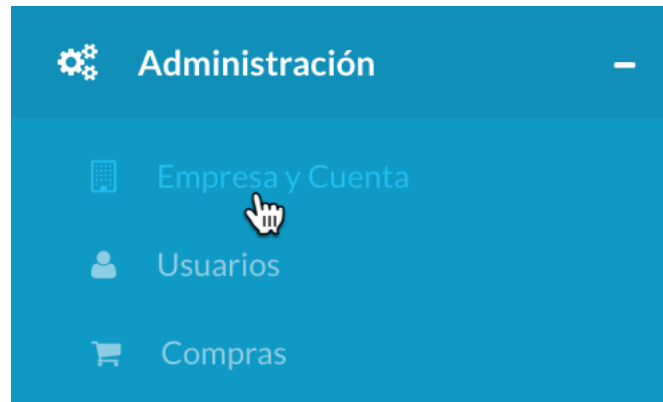 Administración
Empresa y Cuenta
Usuarios
Compras